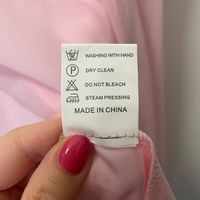 WASHING WITH HAND
P DRY CLEAN
DO NOT BLEACH
STEAM PRESSING
MADE IN CHINA